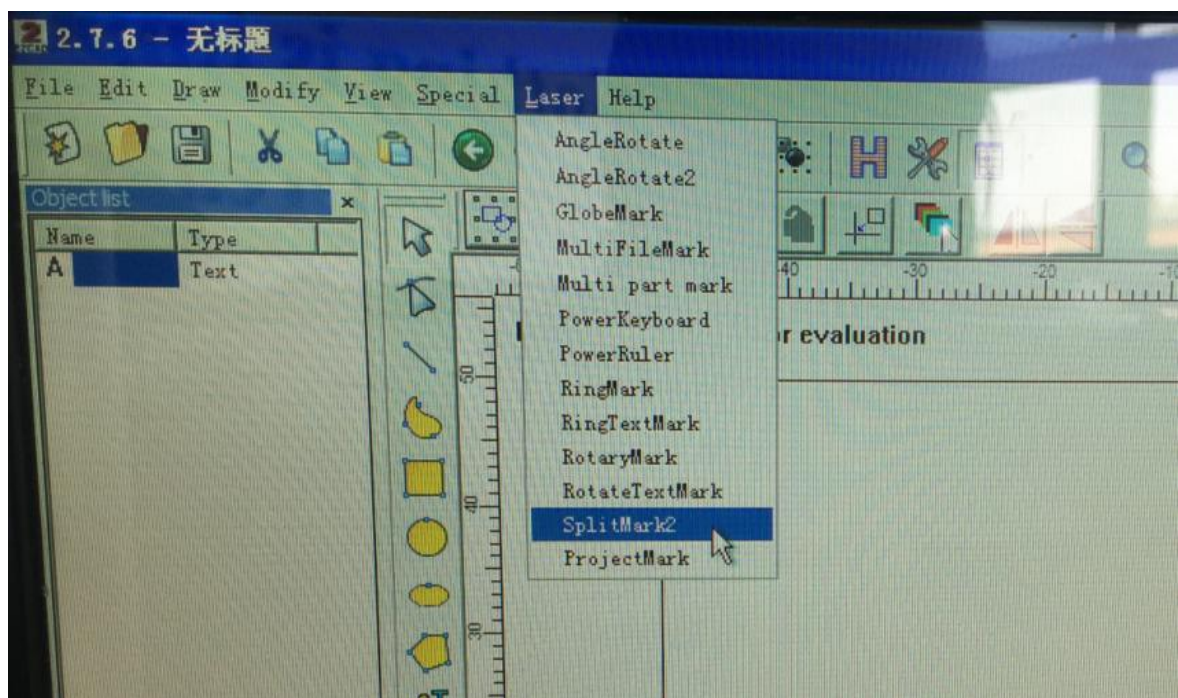 2.7.6 - 无标题
File Edit Draw Modify View Special Laser Help
AngleRotate
AngleRotate2
GlobeMark
MultiFileMark
Multi part mark
PowerKeyboard
PowerRuler
RingMark
RingTextMark
RotaryMark
RotateTextMark
SplitMark2
ProjectMark
Object list
Name Type
A Text
40 -30 -20 -10
r evaluation
50
40
30